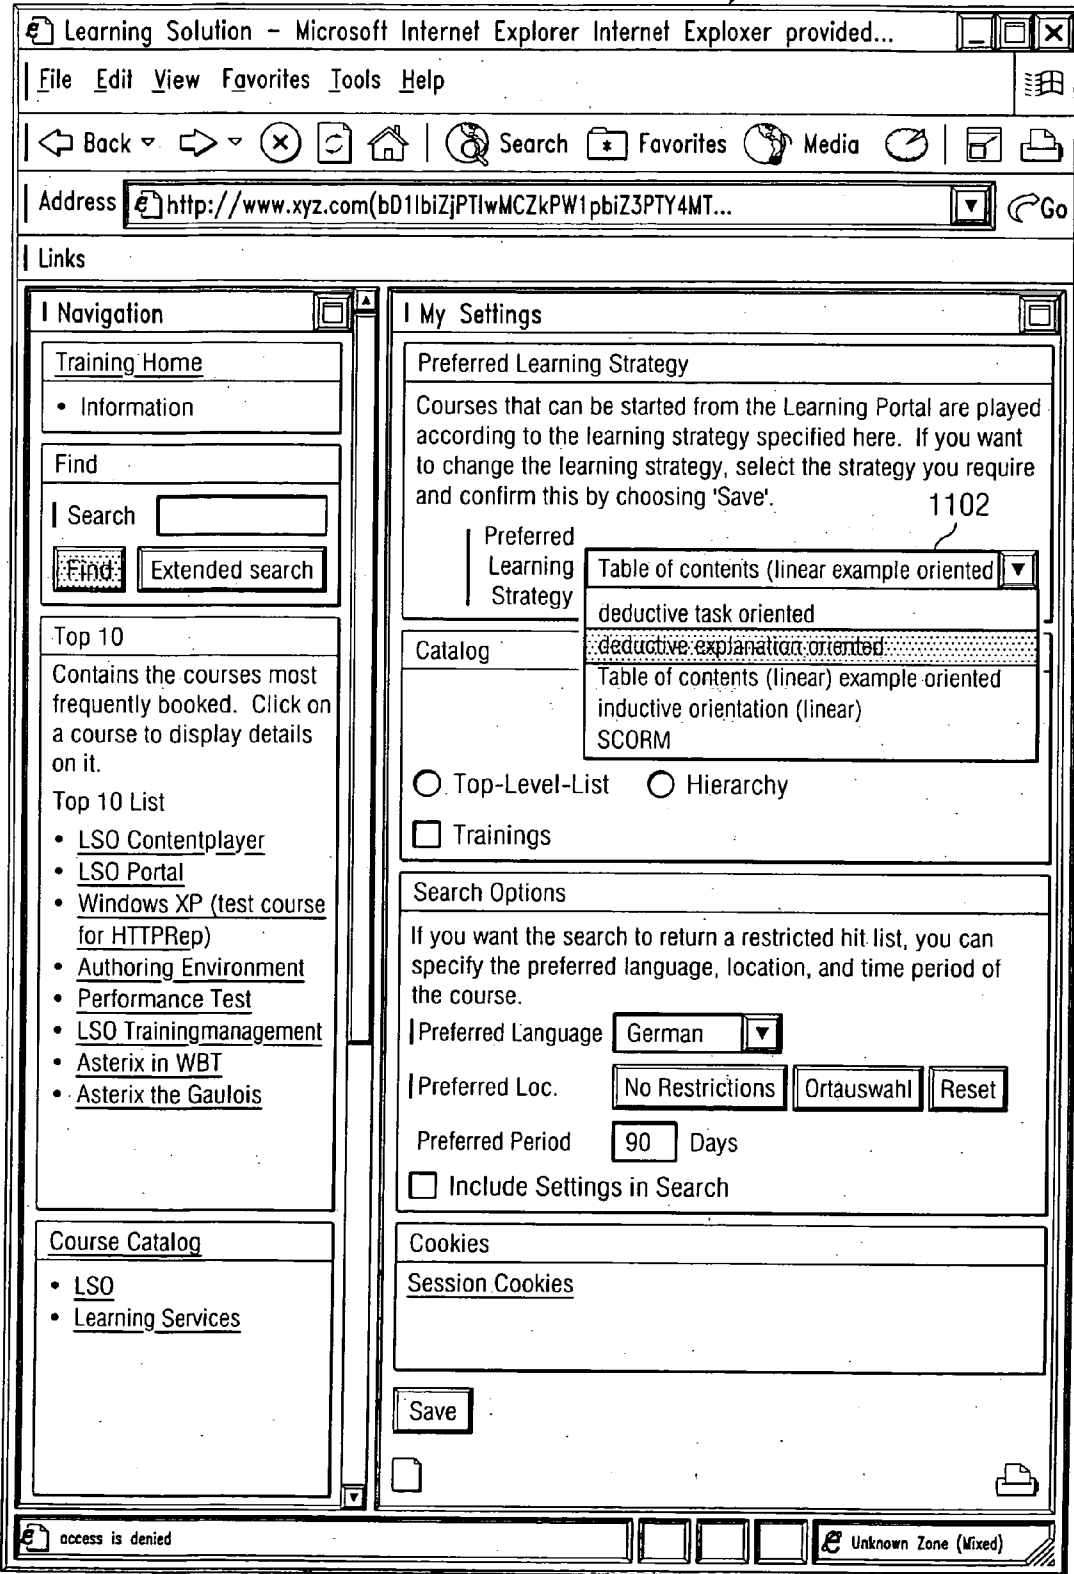 Learning Solution - Microsoft Internet Explorer Internet Exploxer provided...
File Edit View Favorites Tools Help
Back Search Favorites Media
Address http://www.xyz.com(bD1lbiZjPTIwMCZkPW1pbiZ3PTY4MT... Go
Links
Navigation
Training Home
• Information
Find
Search
Find Extended search
Top 10
Contains the courses most
frequently booked. Click on
a course to display details
on it.
Top 10 List
• LSO Contentplayer
• LSO Portal
• Windows XP (test course
for HTTPRep)
• Authoring Environment
• Performance Test
• LSO Trainingmanagement
• Asterix in WBT
• Asterix the Gaulois
Course Catalog
• LSO
• Learning Services
My Settings
Preferred Learning Strategy
Courses that can be started from the Learning Portal are played
according to the learning strategy specified here. If you want
to change the learning strategy, select the strategy you require
and confirm this by choosing 'Save'.
1102
Preferred
Learning
Strategy
Table of contents (linear example oriented
deductive task oriented
deductive explanation oriented
Table of contents (linear) example oriented
inductive orientation (linear)
SCORM
Catalog
Top-Level-List Hierarchy
Trainings
Search Options
If you want the search to return a restricted hit list, you can
specify the preferred language, location, and time period of
the course.
Preferred Language German
Preferred Loc. No Restrictions Ortauswahl Reset
Preferred Period 90 Days
Include Settings in Search
Cookies
Session Cookies
Save
access is denied
Unknown Zone (Mixed)